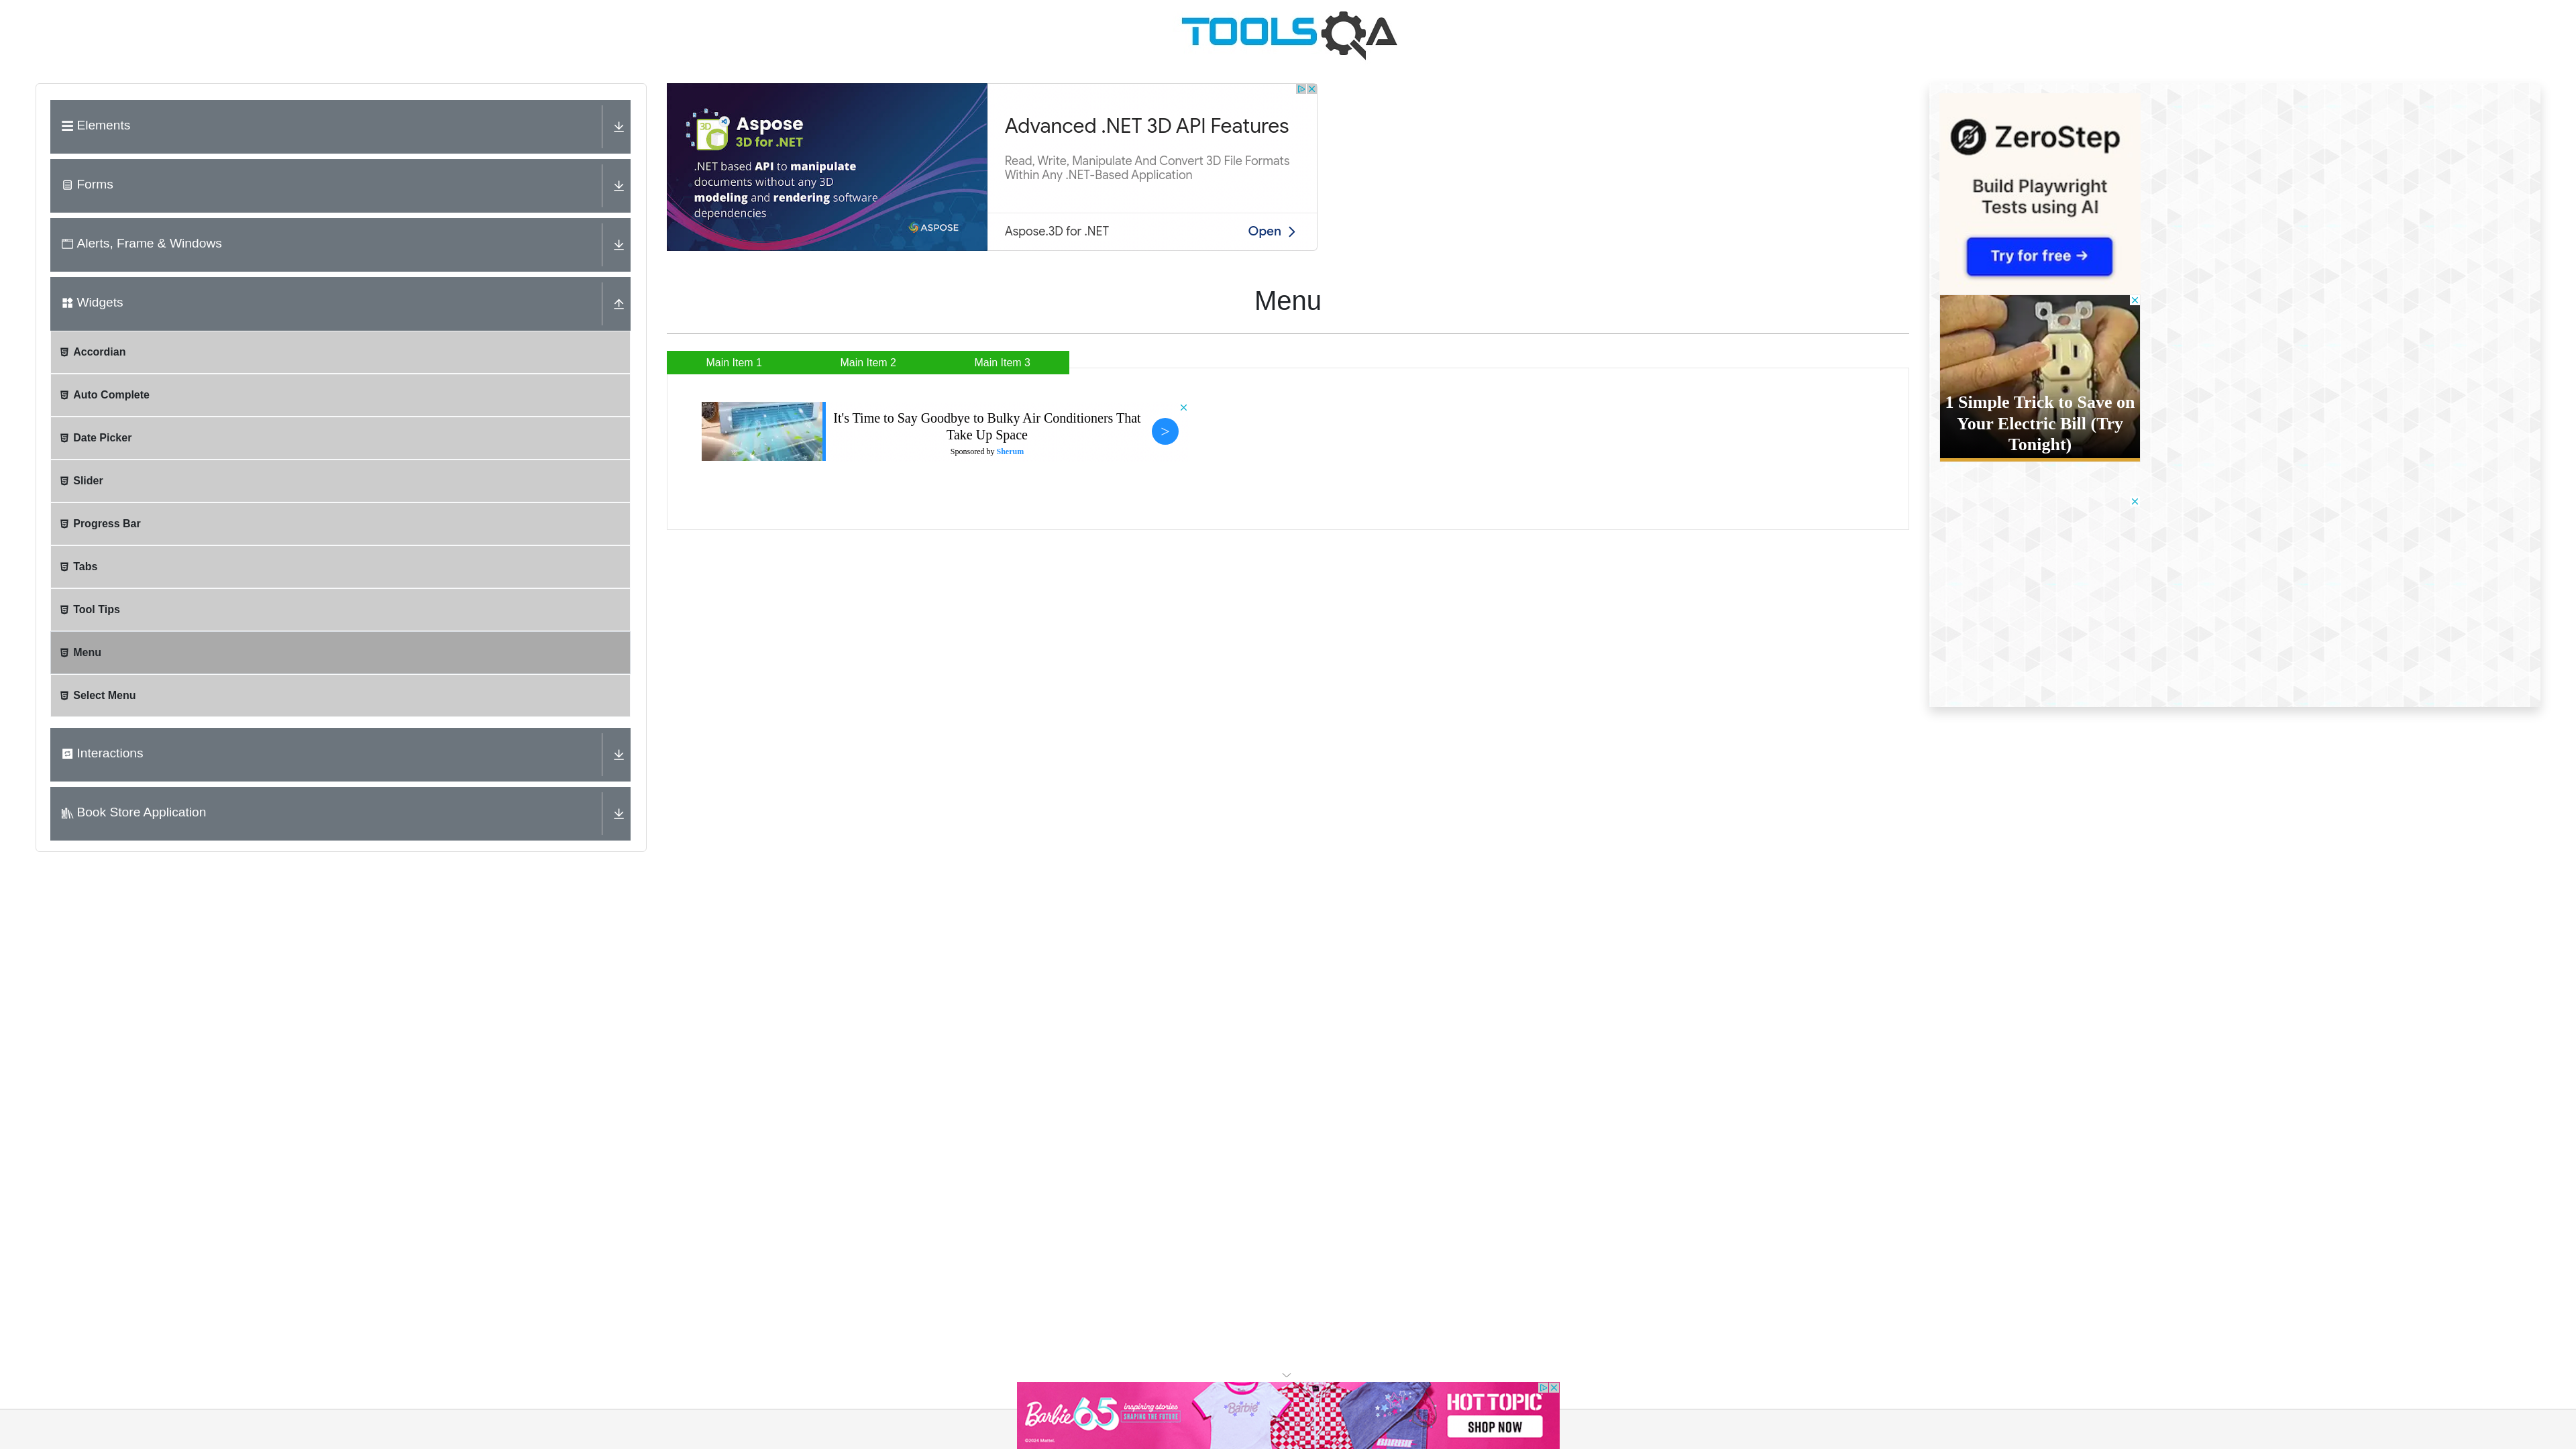 TOOLSQA
Elements
Forms
Alerts, Frame & Windows
Widgets
Accordian
Auto Complete
Date Picker
Slider
Progress Bar
Tabs
Tool Tips
Menu
Select Menu
Interactions
Book Store Application
3D
Aspose
3D for .NET
.NET based API to manipulate
documents without any 3D
modeling and rendering software
dependencies
ASPOSE
Advanced .NET 3D API Features
Read, Write, Manipulate And Convert 3D File Formats
Within Any .NET-Based Application
Aspose.3D for .NET
Open
Menu
Main Item 1
Main Item 2
Main Item 3
It's Time to Say Goodbye to Bulky Air Conditioners That
Take Up Space
Sponsored by Sherum
>
ZeroStep
Build Playwright
Tests using AI
Try for free →
1 Simple Trick to Save on
Your Electric Bill (Try
Tonight)
Barbie 65
inspiring stories
SHAPING THE FUTURE
©2024 Mattel
Barbie
BARBIE
HOT TOPIC
SHOP NOW